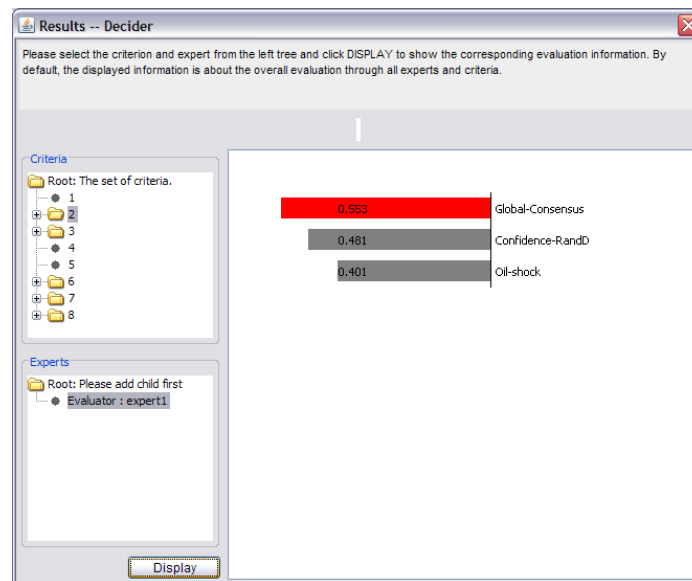 Results -- Decider
Please select the criterion and expert from the left tree and click DISPLAY to show the corresponding evaluation information. By
default, the displayed information is about the overall evaluation through all experts and criteria.
Criteria
Root: The set of criteria.
1
2
3
4
5
6
7
8
0.553 Global-Consensus
0.481 Confidence-RandD
0.401 Oil-shock
Experts
Root: Please add child first
Evaluator : expert1
Display